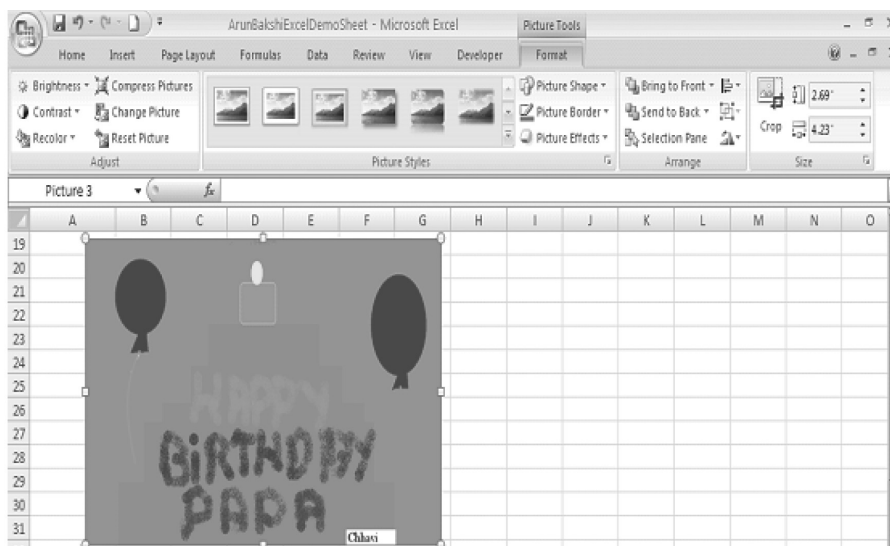 ArunBakshiExcelDemoSheet - Microsoft Excel
Picture Tools
Home Insert Page Layout Formulas Data Review View Developer Format
Brightness Compress Pictures Picture Shape Bring to Front 2.69"
Contrast Change Picture Picture Border Send to Back Crop 4.23"
Recolor Reset Picture Picture Effects Selection Pane
Adjust Picture Styles Arrange Size
Picture 3 fx
A B C D E F G H I J K L M N O
19
20
21
22
23
24
25
26
27
28
29
30
31
HAPPY
BiRTHDAY
PAPA
Chhavi